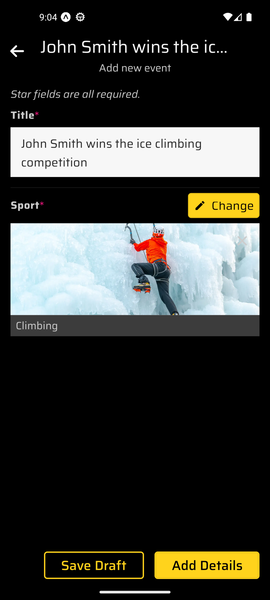 9:04
John Smith wins the ic...
Add new event
Star fields are all required.
Title*
John Smith wins the ice climbing
competition
Sport*
Change
Climbing
Save Draft
Add Details